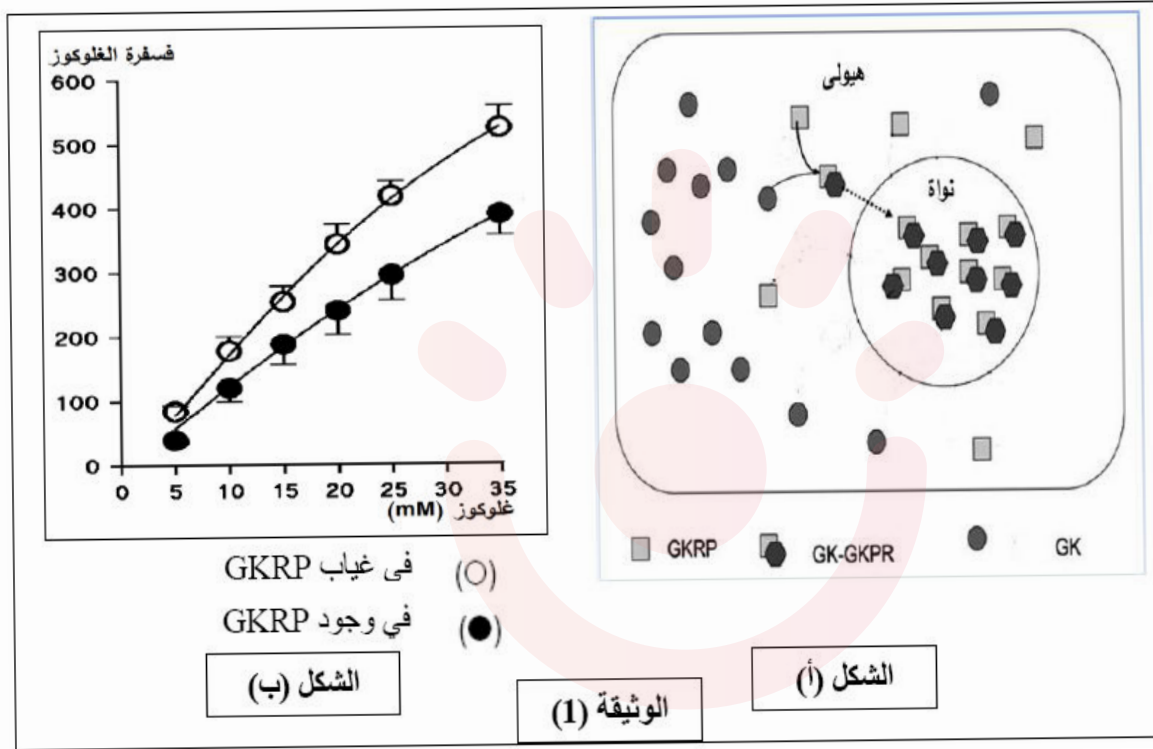 هيولى
نواة
GKRP
GK-GKPR
GK
الشكل (أ)
فسفرة الغلوكوز
600
500
400
300
200
100
0
0 5 10 15 20 25 30 35
غلوكوز (mM)
(○) فى غياب GKRP
(●) في وجود GKRP
الشكل (ب)
الوثيقة (1)